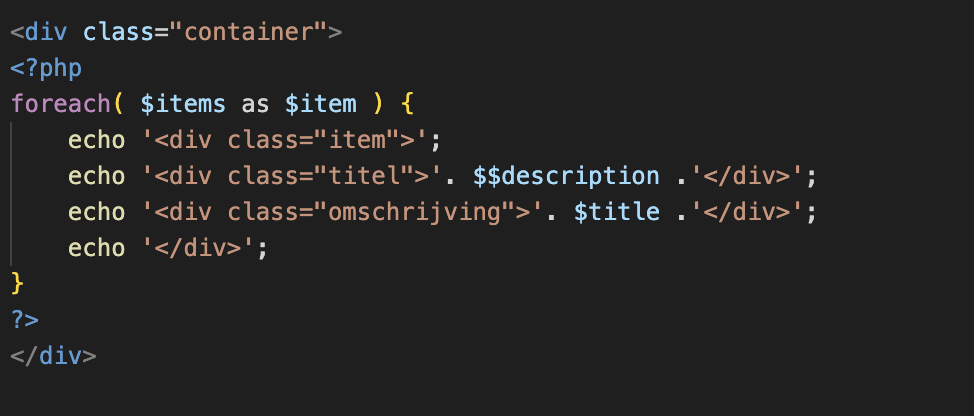 <div class="container">
<?php
foreach( $items as $item ) {
    echo '<div class="item">';
    echo '<div class="titel">'. $$description .'</div>';
    echo '<div class="omschrijving">'. $title .'</div>';
    echo '</div>';
}
?>
</div>